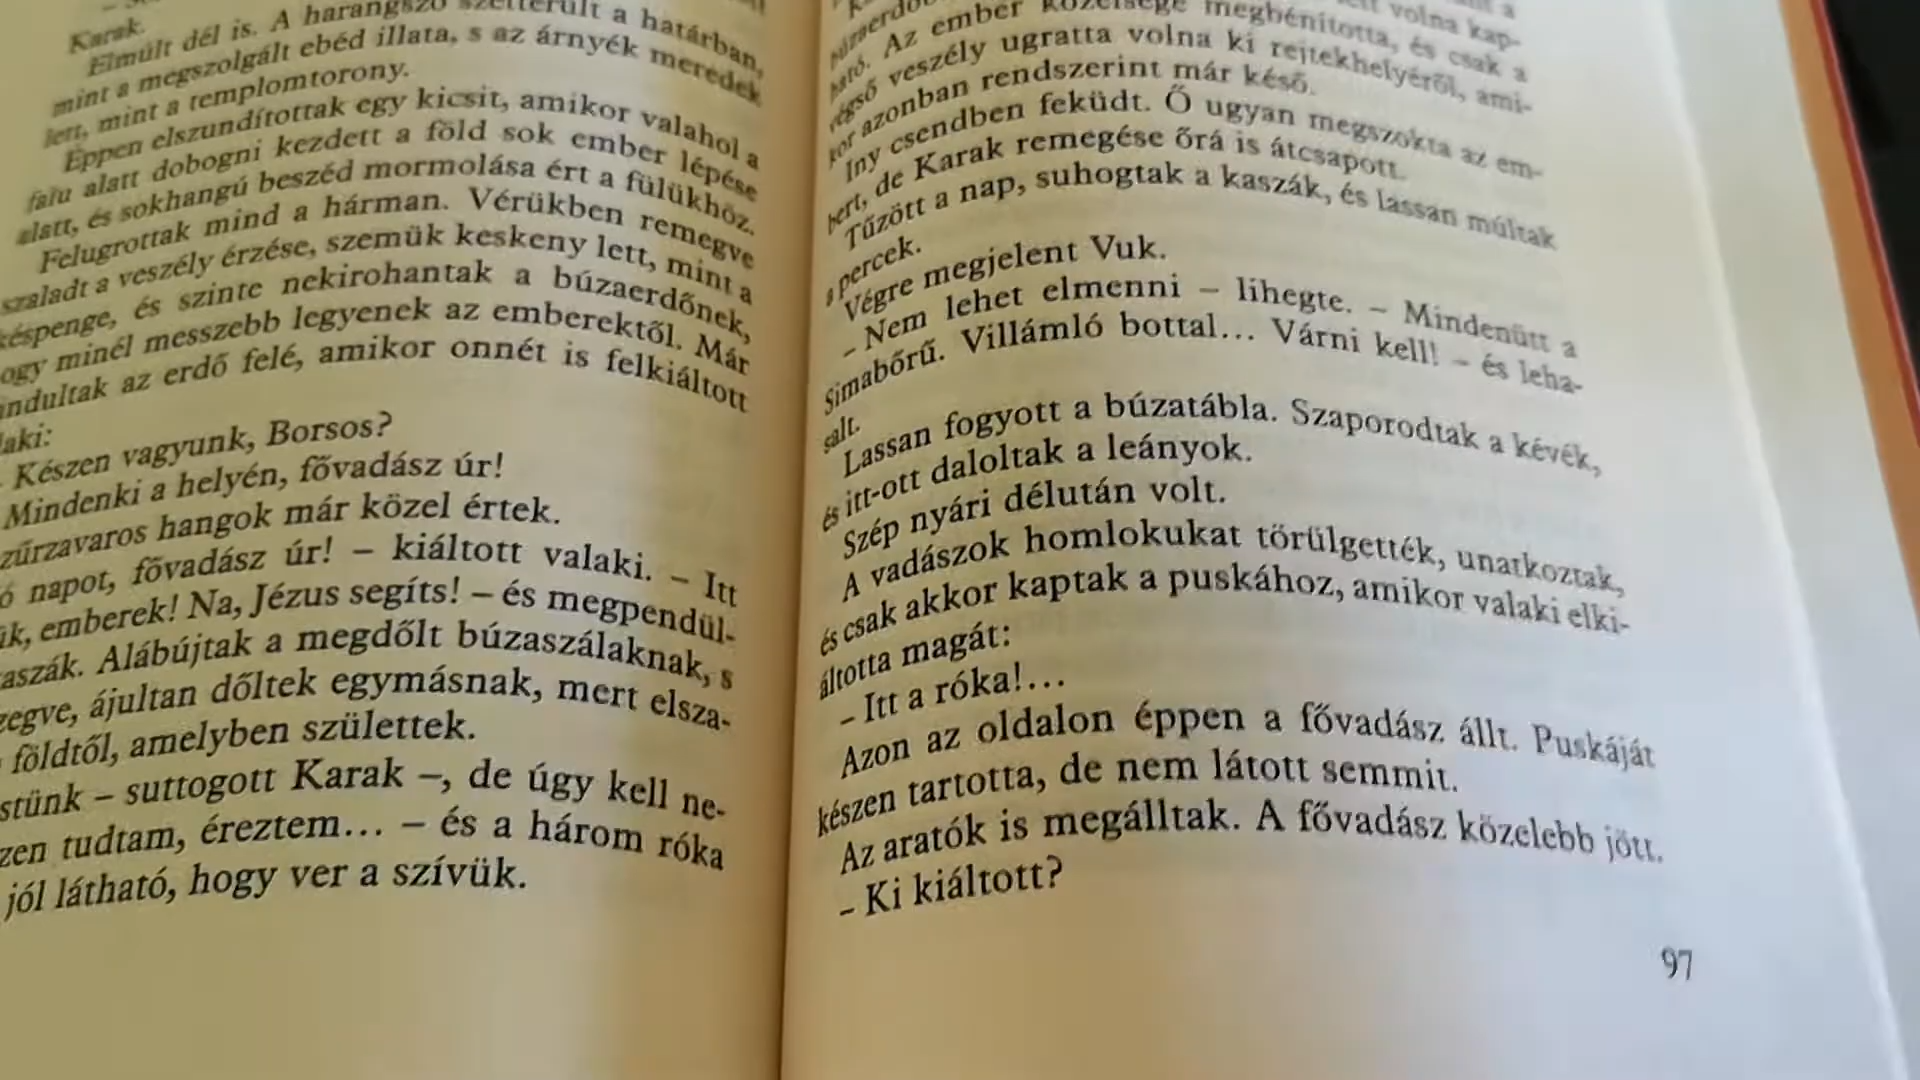 Karak.
Elmúlt dél is. A harangszó szétterült a határban,
mint a megszolgált ebéd illata, s az árnyék meredek
lett, mint a templomtorony.
Éppen elszundítottak egy kicsit, amikor valahol a
falu alatt dobogni kezdett a föld sok ember lépése
alatt, és sokhangú beszéd mormolása ért a fülükhöz.
Felugrottak mind a hárman. Vérükben remegve
szaladt a veszély érzése, szemük keskeny lett, mint a
késpenge, és szinte nekirohantak a búzaerdőnek,
ogy minél messzebb legyenek az emberektől. Már
indultak az erdő felé, amikor onnét is felkiáltott
laki:
Készen vagyunk, Borsos?
Mindenki a helyén, fővadász úr!
zűrzavaros hangok már közel értek.
ó napot, fővadász úr! – kiáltott valaki. – Itt
ük, emberek! Na, Jézus segíts! – és megpendül-
aszák. Alábújtak a megdőlt búzaszálaknak, s
zegve, ájultan dőltek egymásnak, mert elsza-
földtől, amelyben születtek.
stünk – suttogott Karak –, de úgy kell ne-
zen tudtam, éreztem... – és a három róka
jól látható, hogy ver a szívük.
volna kap-
ható. Az ember közelsége megbénította, és csak a
végső veszély ugratta volna ki rejtekhelyéről, ami-
kor azonban rendszerint már késő.
Iny csendben feküdt. Ő ugyan megszokta az em-
bert, de Karak remegése őrá is átcsapott.
Tűzött a nap, suhogtak a kaszák, és lassan múltak
a percek.
Végre megjelent Vuk.
– Nem lehet elmenni – lihegte. – Mindenütt a
Simabőrű. Villámló bottal... Várni kell! – és leha-
salt.
Lassan fogyott a búzatábla. Szaporodtak a kévék,
és itt-ott daloltak a leányok.
Szép nyári délután volt.
A vadászok homlokukat törülgették, unatkoztak,
és csak akkor kaptak a puskához, amikor valaki elki-
áltotta magát:
– Itt a róka!...
Azon az oldalon éppen a fővadász állt. Puskáját
készen tartotta, de nem látott semmit.
Az aratók is megálltak. A fővadász közelebb jött.
– Ki kiáltott?
97